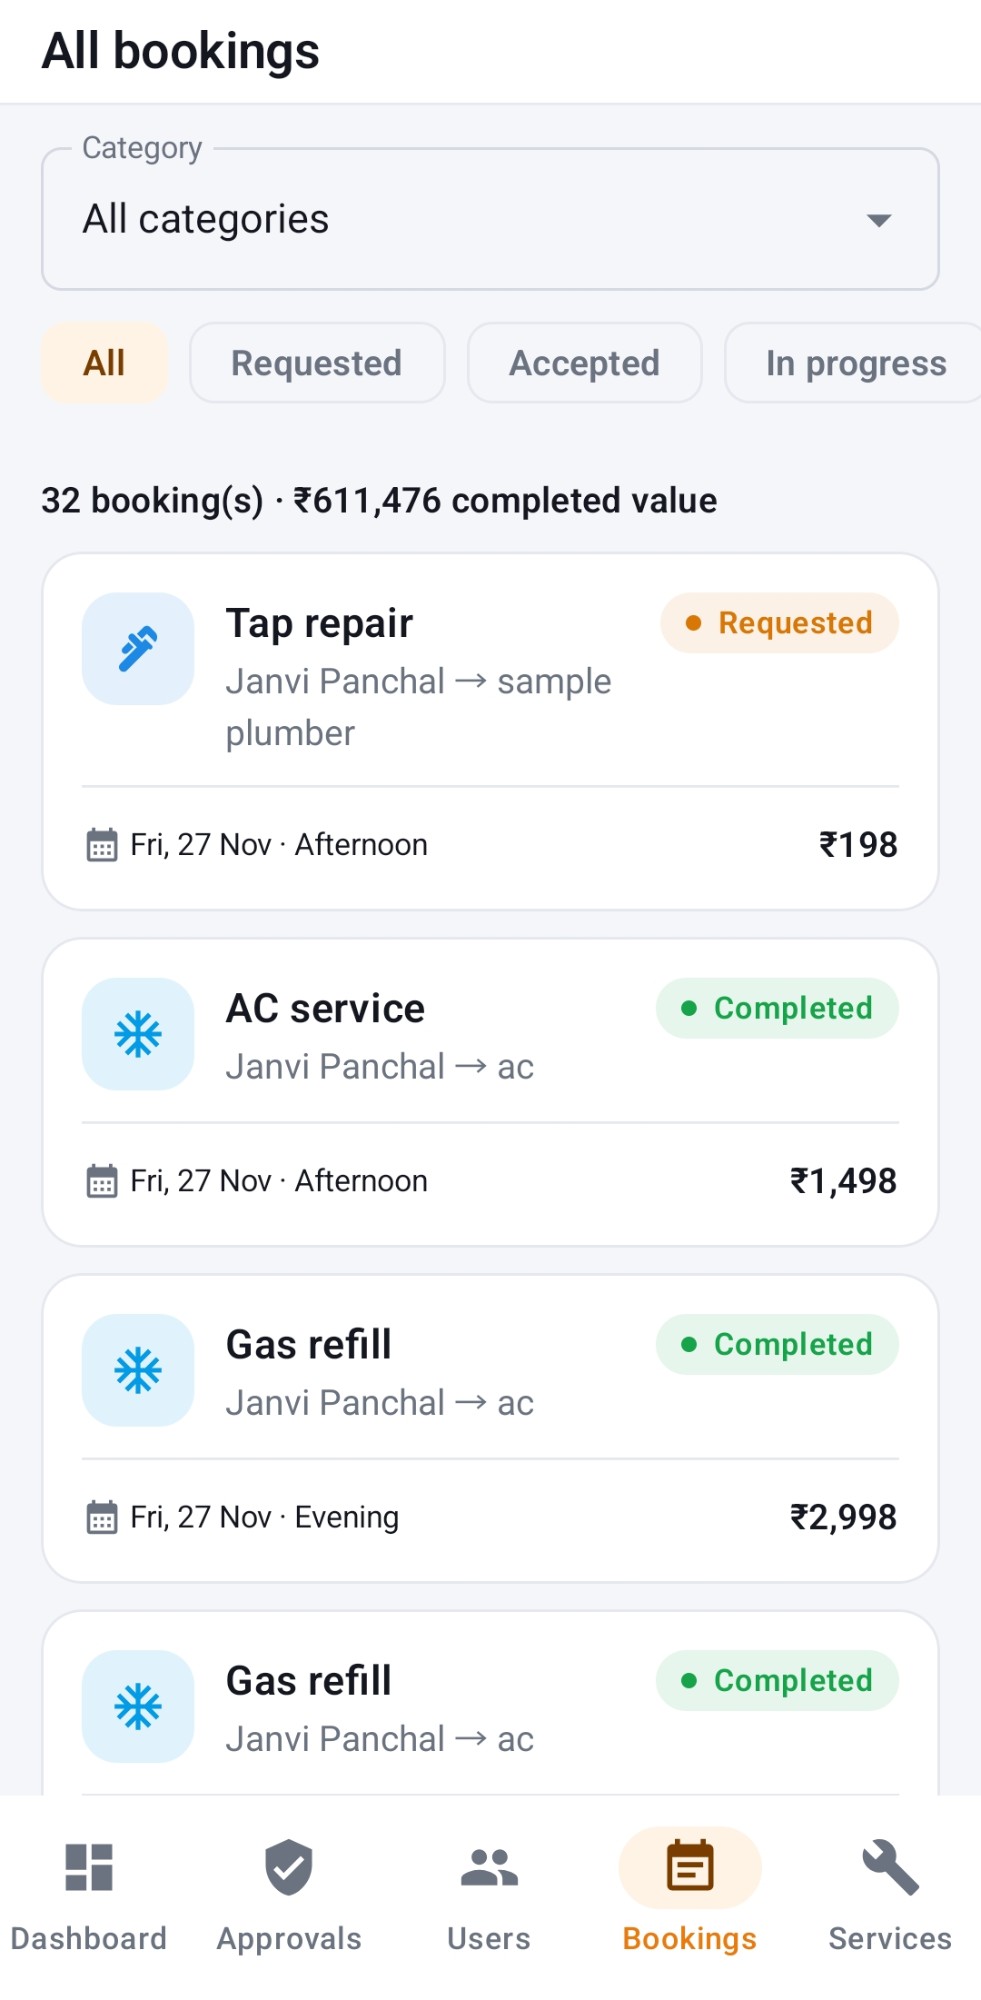 All bookings
Category
All categories
All
Requested
Accepted
In progress
32 booking(s) · ₹611,476 completed value
Tap repair
Requested
Janvi Panchal → sample
plumber
Fri, 27 Nov · Afternoon
₹198
AC service
Completed
Janvi Panchal → ac
Fri, 27 Nov · Afternoon
₹1,498
Gas refill
Completed
Janvi Panchal → ac
Fri, 27 Nov · Evening
₹2,998
Gas refill
Completed
Janvi Panchal → ac
Dashboard
Approvals
Users
Bookings
Services